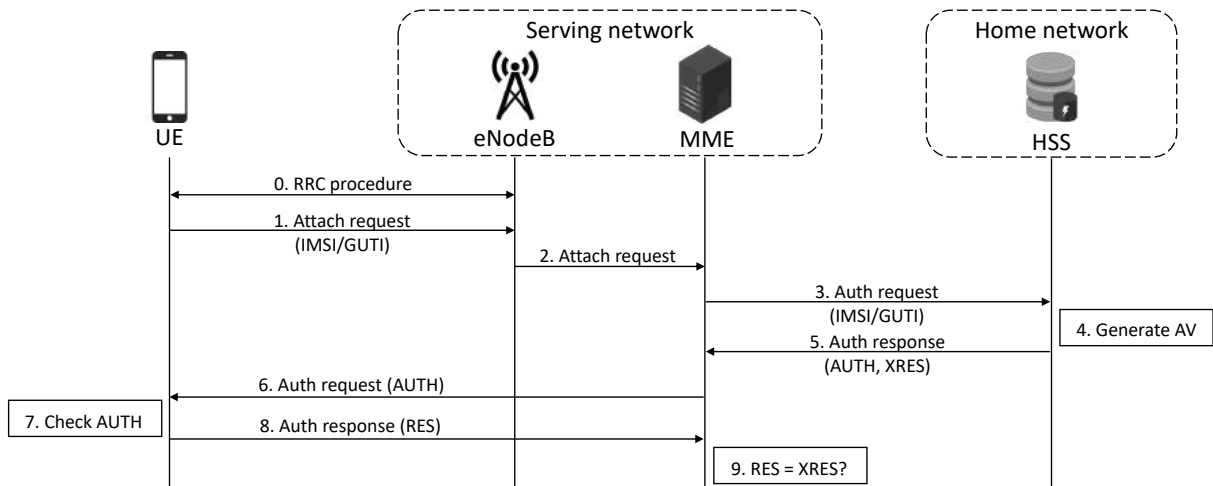 Serving network
Home network
UE
eNodeB
MME
HSS
0. RRC procedure
1. Attach request
(IMSI/GUTI)
2. Attach request
3. Auth request
(IMSI/GUTI)
4. Generate AV
5. Auth response
(AUTH, XRES)
6. Auth request (AUTH)
7. Check AUTH
8. Auth response (RES)
9. RES = XRES?